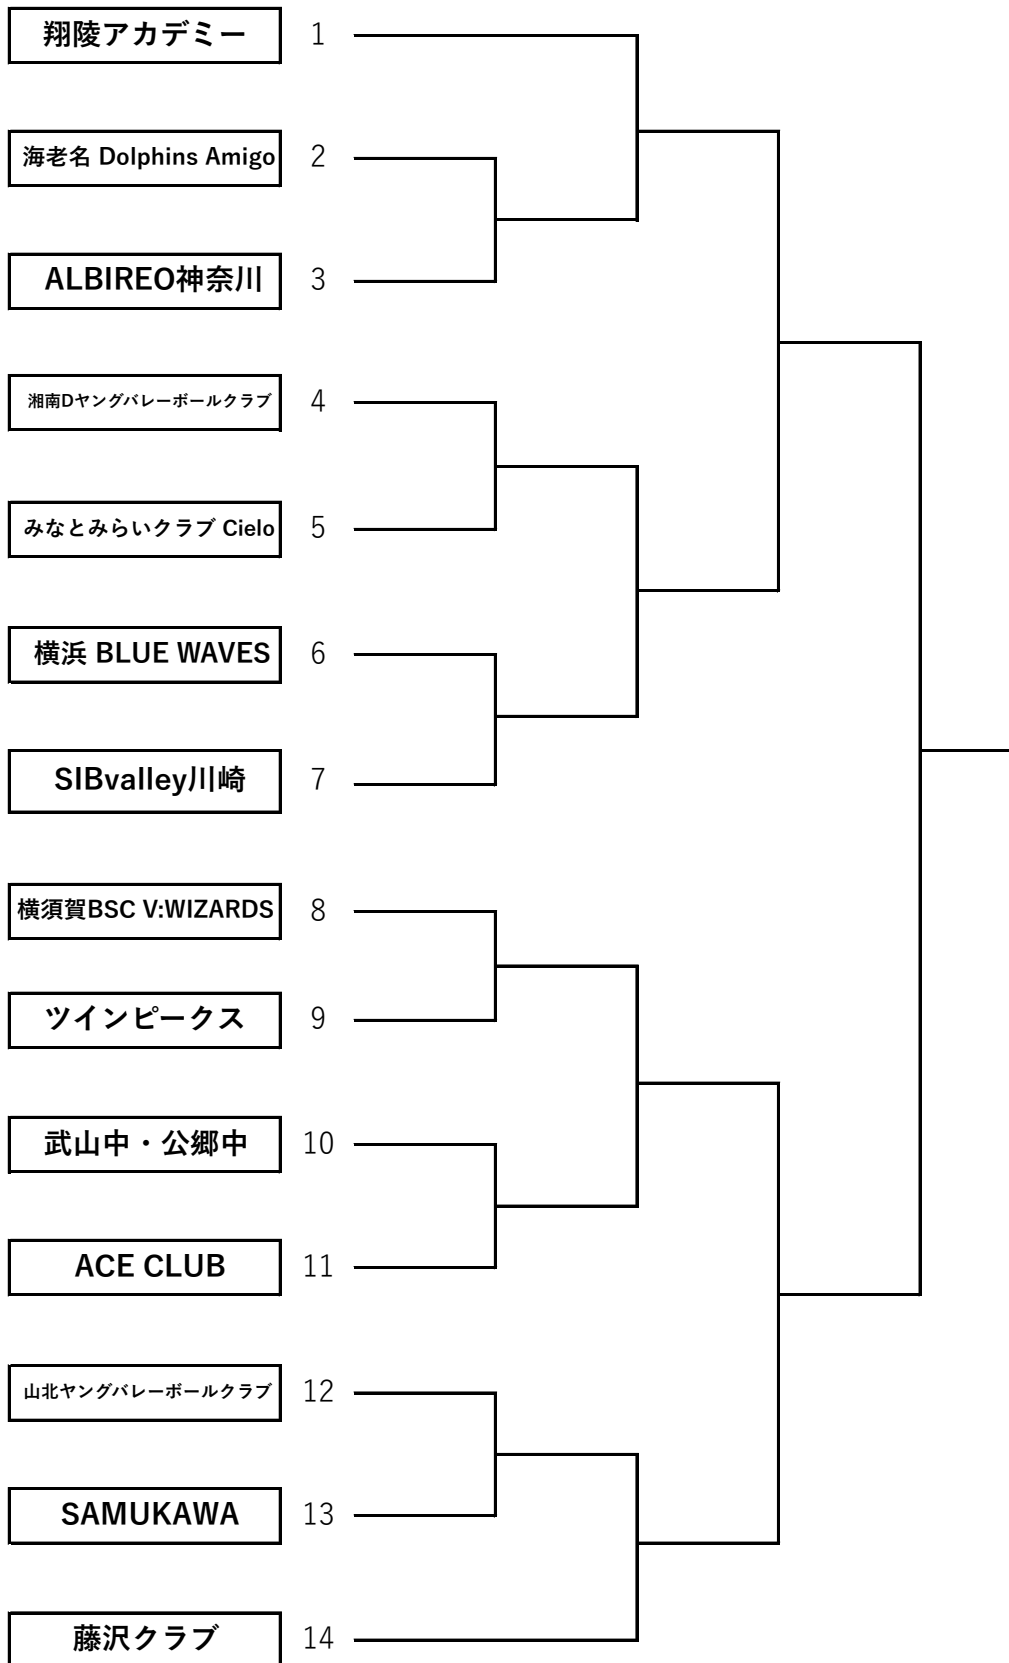 翔陵アカデミー 1
海老名 Dolphins Amigo 2
ALBIREO神奈川 3
湘南Dヤングバレーボールクラブ 4
みなとみらいクラブ Cielo 5
横浜 BLUE WAVES 6
SIBvalley川崎 7
横須賀BSC V:WIZARDS 8
ツインピークス 9
武山中・公郷中 10
ACE CLUB 11
山北ヤングバレーボールクラブ 12
SAMUKAWA 13
藤沢クラブ 14